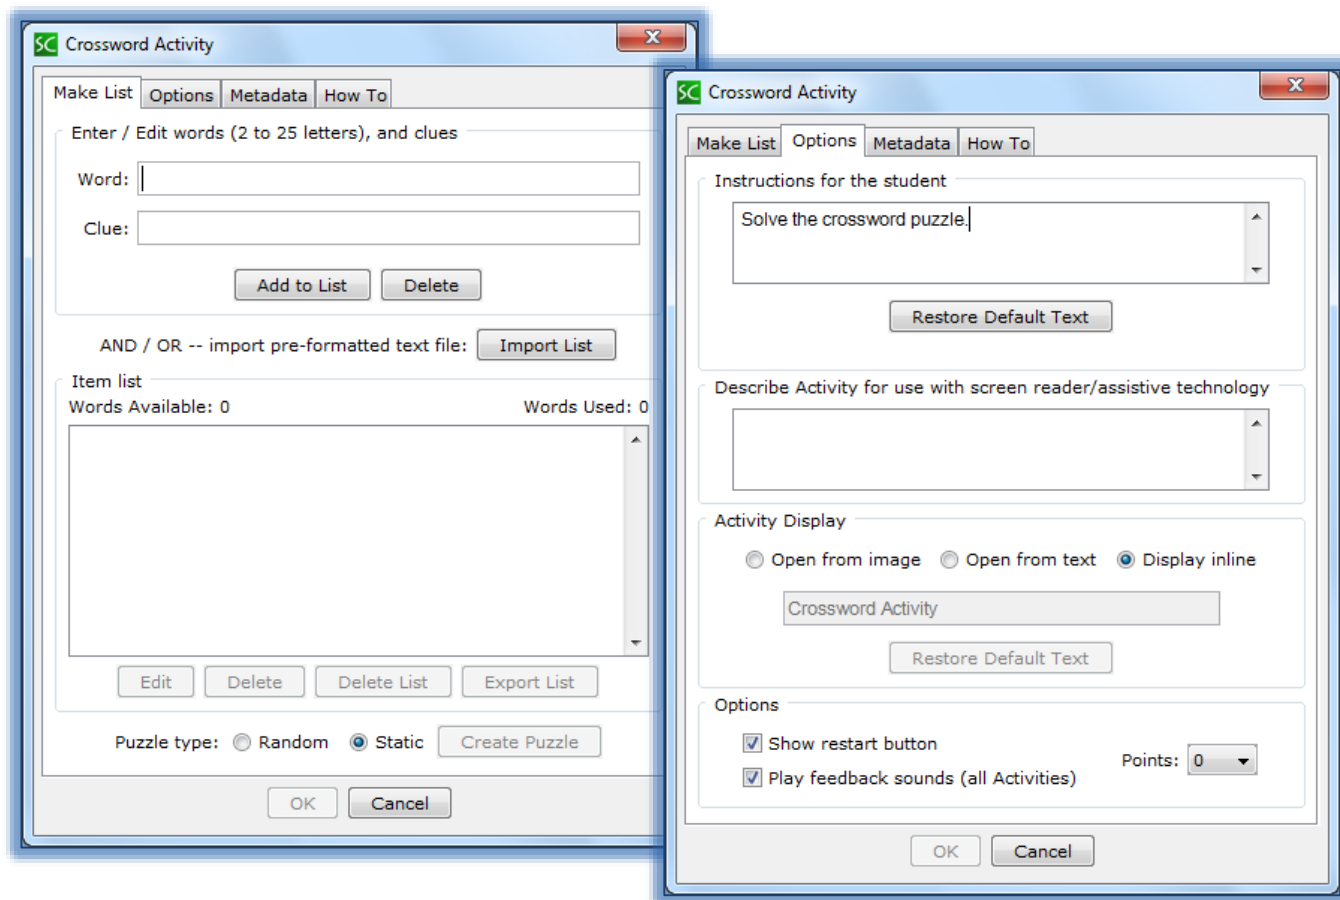 SC Crossword Activity
X
Make List Options Metadata How To
Enter / Edit words (2 to 25 letters), and clues
Word:
Clue:
Add to List Delete
AND / OR -- import pre-formatted text file: Import List
Item list
Words Available: 0 Words Used: 0
Edit Delete Delete List Export List
Puzzle type: Random Static Create Puzzle
OK Cancel
SC Crossword Activity
X
Make List Options Metadata How To
Instructions for the student
Solve the crossword puzzle.
Restore Default Text
Describe Activity for use with screen reader/assistive technology
Activity Display
Open from image Open from text Display inline
Crossword Activity
Restore Default Text
Options
Show restart button
Points: 0
Play feedback sounds (all Activities)
OK Cancel